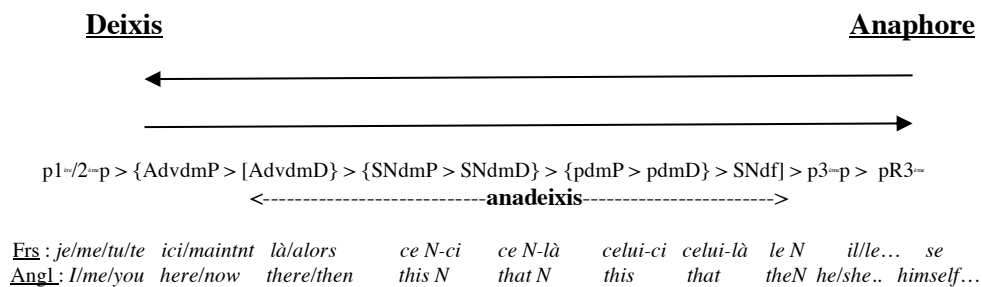 Deixis Anaphore
p1ère/2ème p > {AdvdmP > [AdvdmD} > {SNdmP > SNdmD} > {pdmP > pdmD} > SNdf] > p3ème p > pR3ème
<----------------------------anadeixis------------------------>
Frs : je/me/tu/te ici/maintnt là/alors ce N-ci ce N-là celui-ci celui-là le N il/le… se
Angl : I/me/you here/now there/then this N that N this that theN he/she.. himself…